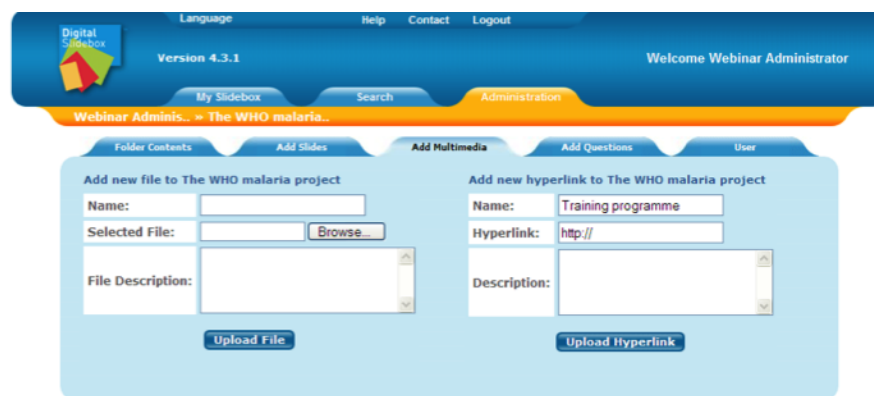 Language Help Contact Logout
Digital
Slidebox
Version 4.3.1 Welcome Webinar Administrator
My Slidebox Search Administration
Webinar Adminis.. » The WHO malaria..
Folder Contents Add Slides Add Multimedia Add Questions User
Add new file to The WHO malaria project
Name:
Selected File: Browse...
File Description:
Upload File
Add new hyperlink to The WHO malaria project
Name: Training programme
Hyperlink: http://
Description:
Upload Hyperlink